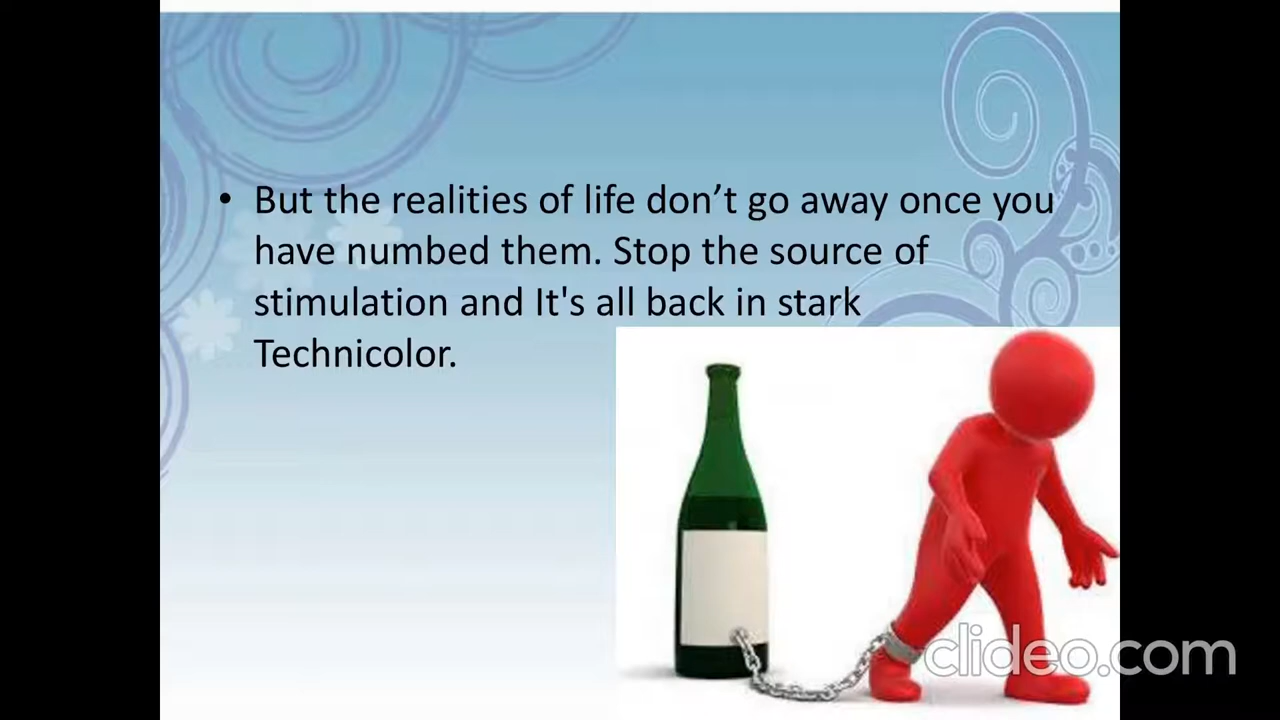 • But the realities of life don’t go away once you
have numbed them. Stop the source of
stimulation and It's all back in stark
Technicolor.
clideo.com